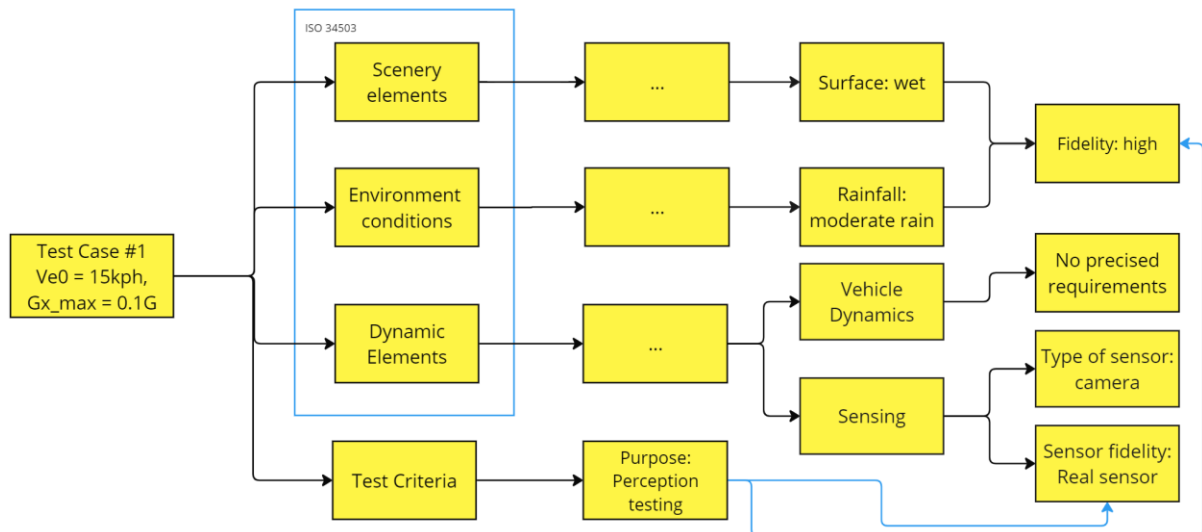 ISO 34503
Scenery
elements
...
Surface: wet
Fidelity: high
Environment
conditions
...
Rainfall:
moderate rain
Test Case #1
Ve0 = 15kph,
Gx_max = 0.1G
Dynamic
Elements
...
Vehicle
Dynamics
No precised
requirements
Sensing
Type of sensor:
camera
Sensor fidelity:
Real sensor
Test Criteria
Purpose:
Perception
testing